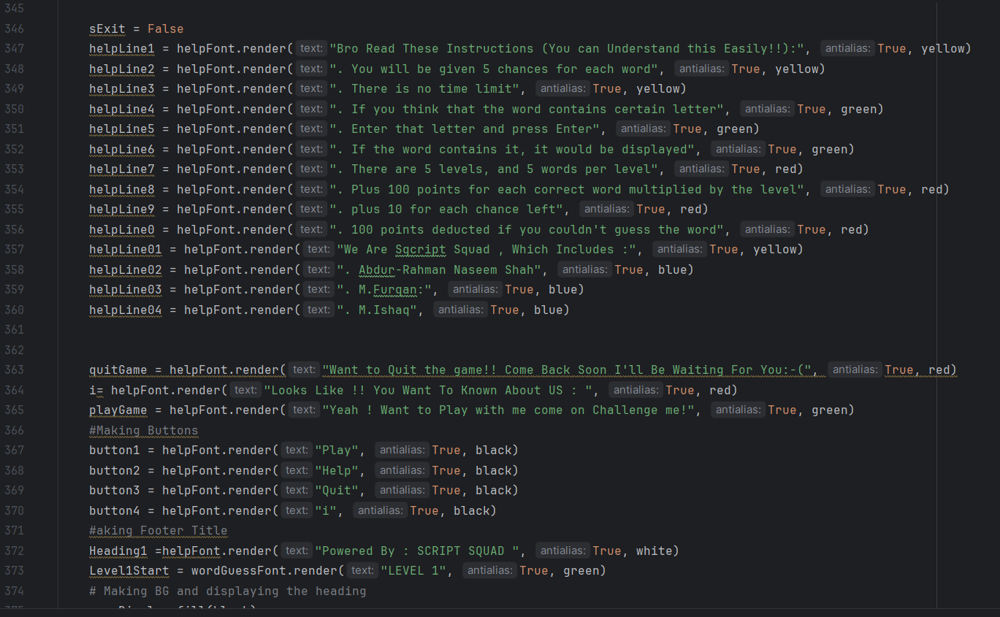 345
346 sExit = False
347 helpLine1 = helpFont.render( text: "Bro Read These Instructions (You can Understand this Easily!!):", antialias: True, yellow)
348 helpLine2 = helpFont.render( text: ". You will be given 5 chances for each word", antialias: True, yellow)
349 helpLine3 = helpFont.render( text: ". There is no time limit", antialias: True, yellow)
350 helpLine4 = helpFont.render( text: ". If you think that the word contains certain letter", antialias: True, green)
351 helpLine5 = helpFont.render( text: ". Enter that letter and press Enter", antialias: True, green)
352 helpLine6 = helpFont.render( text: ". If the word contains it, it would be displayed", antialias: True, green)
353 helpLine7 = helpFont.render( text: ". There are 5 levels, and 5 words per level", antialias: True, red)
354 helpLine8 = helpFont.render( text: ". Plus 100 points for each correct word multiplied by the level", antialias: True, red)
355 helpLine9 = helpFont.render( text: ". plus 10 for each chance left", antialias: True, red)
356 helpLine0 = helpFont.render( text: ". 100 points deducted if you couldn't guess the word", antialias: True, red)
357 helpLine01 = helpFont.render( text: "We Are Sqcript Squad , Which Includes :", antialias: True, yellow)
358 helpLine02 = helpFont.render( text: ". Abdur-Rahman Naseem Shah", antialias: True, blue)
359 helpLine03 = helpFont.render( text: ". M.Furqan:", antialias: True, blue)
360 helpLine04 = helpFont.render( text: ". M.Ishaq", antialias: True, blue)
361
362
363 quitGame = helpFont.render( text: "Want to Quit the game!! Come Back Soon I'll Be Waiting For You:-(", antialias: True, red)
364 i= helpFont.render( text: "Looks Like !! You Want To Known About US : ", antialias: True, red)
365 playGame = helpFont.render( text: "Yeah ! Want to Play with me come on Challenge me!", antialias: True, green)
366 #Making Buttons
367 button1 = helpFont.render( text: "Play", antialias: True, black)
368 button2 = helpFont.render( text: "Help", antialias: True, black)
369 button3 = helpFont.render( text: "Quit", antialias: True, black)
370 button4 = helpFont.render( text: "i", antialias: True, black)
371 #aking Footer Title
372 Heading1 =helpFont.render( text: "Powered By : SCRIPT SQUAD ", antialias: True, white)
373 Level1Start = wordGuessFont.render( text: "LEVEL 1", antialias: True, green)
374 # Making BG and displaying the heading